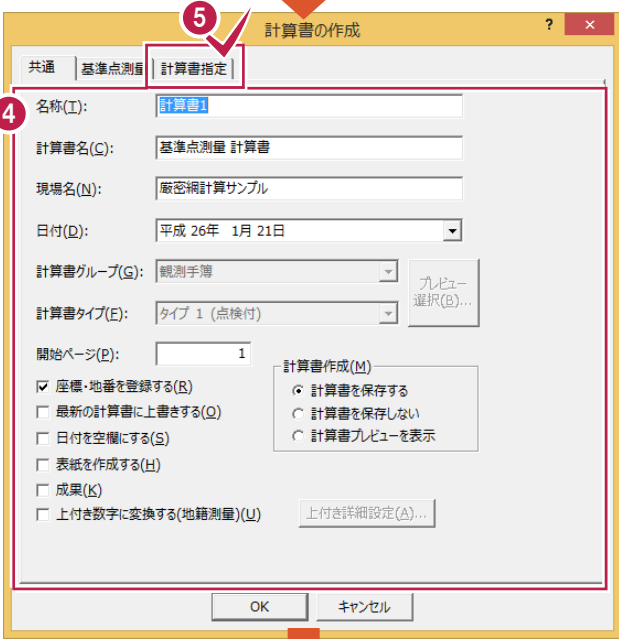 5
計算書の作成
? ×
共通 基準点測量 計算書指定
4
名称(T): 計算書1
計算書名(C): 基準点測量 計算書
現場名(N): 厳密網計算サンプル
日付(D): 平成 26年 1月 21日
計算書グループ(G): 観測手簿
プレビュー
選択(B)...
計算書タイプ(F): タイプ 1 (点検付)
開始ページ(P): 1
計算書作成(M)
座標・地番を登録する(R)
計算書を保存する
最新の計算書に上書きする(O)
計算書を保存しない
日付を空欄にする(S)
計算書プレビューを表示
表紙を作成する(H)
成果(K)
上付き数字に変換する(地籍測量)(U)
上付き詳細設定(A)...
OK キャンセル